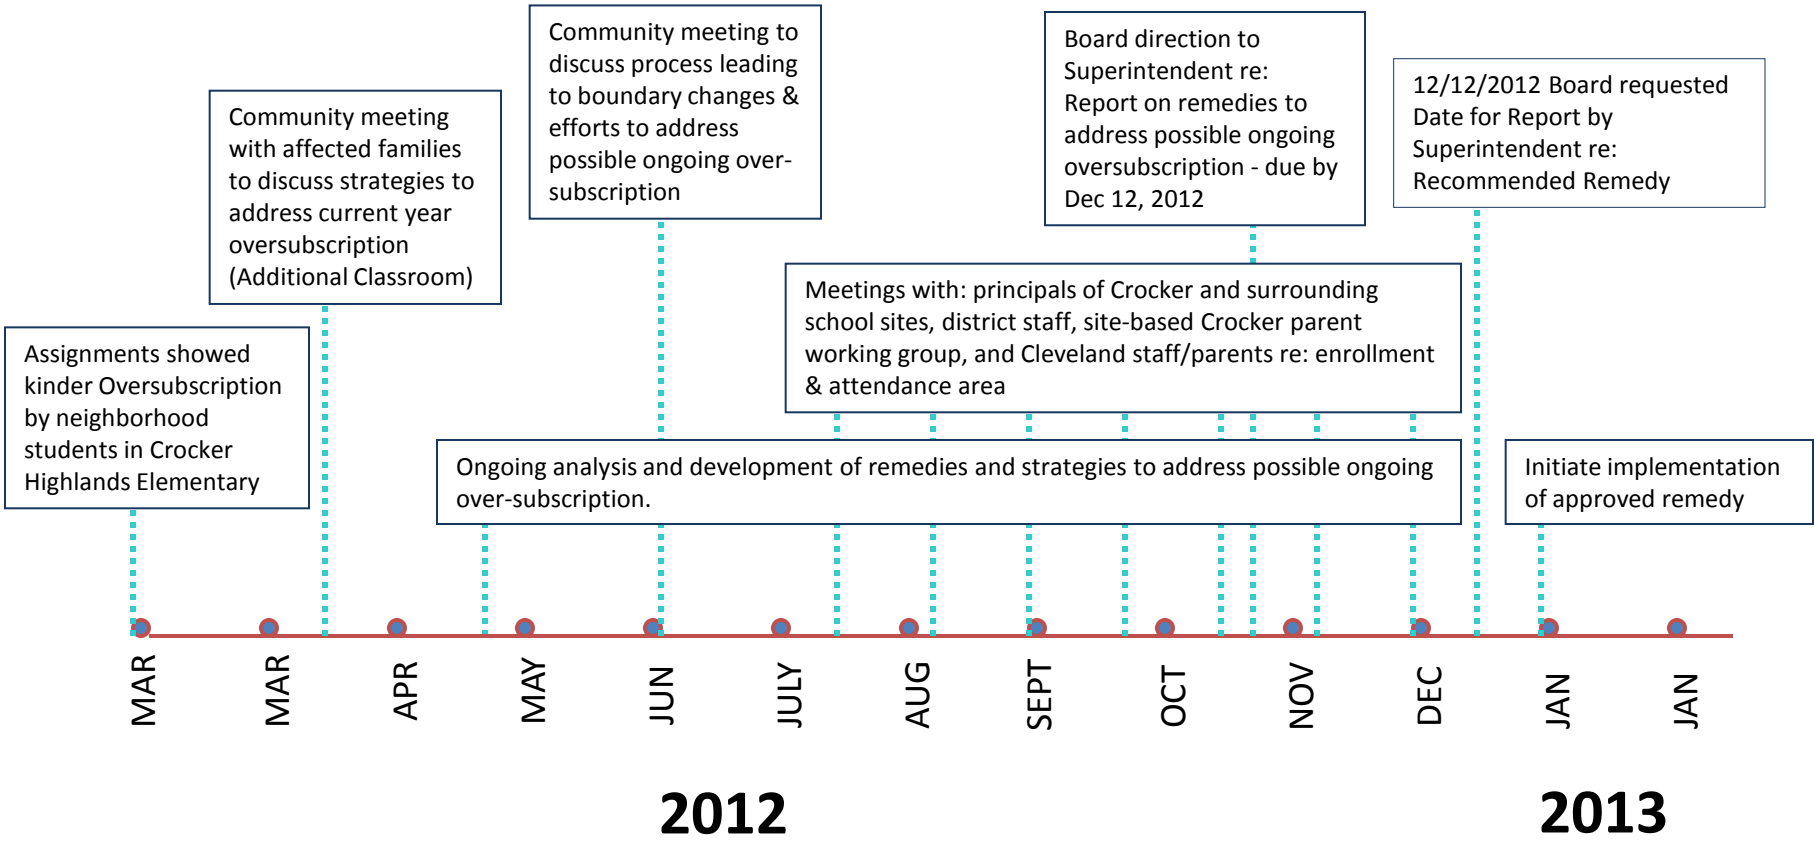 Community meeting to
discuss process leading
to boundary changes &
efforts to address
possible ongoing over-
subscription
Board direction to
Superintendent re:
Report on remedies to
address possible ongoing
oversubscription - due by
Dec 12, 2012
12/12/2012 Board requested
Date for Report by
Superintendent re:
Recommended Remedy
Community meeting
with affected families
to discuss strategies to
address current year
oversubscription
(Additional Classroom)
Meetings with: principals of Crocker and surrounding
school sites, district staff, site-based Crocker parent
working group, and Cleveland staff/parents re: enrollment
& attendance area
Assignments showed
kinder Oversubscription
by neighborhood
students in Crocker
Highlands Elementary
Ongoing analysis and development of remedies and strategies to address possible ongoing
over-subscription.
Initiate implementation
of approved remedy
MAR
MAR
APR
MAY
JUN
JULY
AUG
SEPT
OCT
NOV
DEC
JAN
JAN
2012
2013